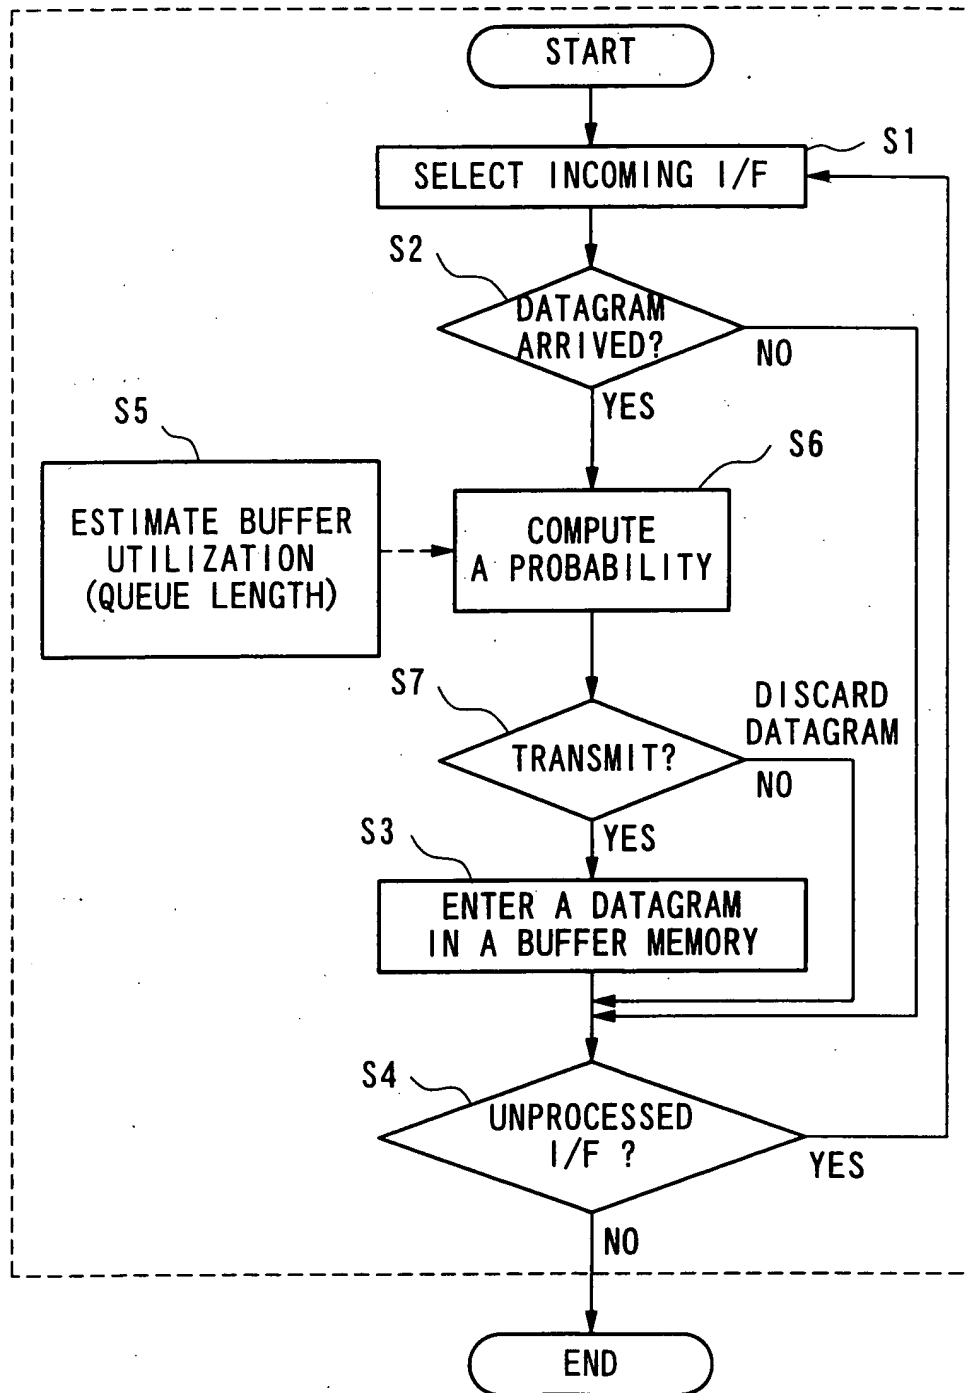 START
S1
SELECT INCOMING I/F
S2
DATAGRAM
ARRIVED?
NO
YES
S5
S6
ESTIMATE BUFFER
UTILIZATION
(QUEUE LENGTH)
COMPUTE
A PROBABILITY
S7
DISCARD
DATAGRAM
TRANSMIT?
NO
YES
S3
ENTER A DATAGRAM
IN A BUFFER MEMORY
S4
UNPROCESSED
I/F ?
YES
NO
END